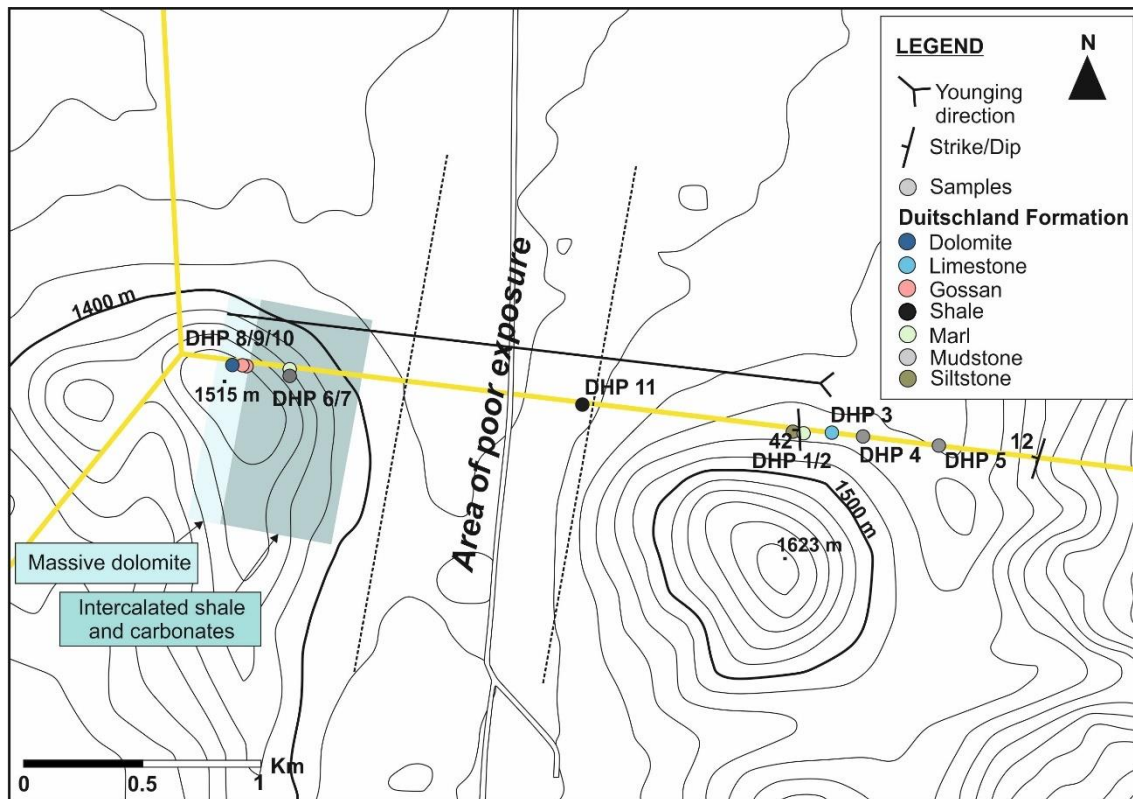 LEGEND
N
Younging
direction
Strike/Dip
Samples
Duitschland Formation
Dolomite
Limestone
Gossan
Shale
Marl
Mudstone
Siltstone
1400 m
DHP 8/9/10
1515 m
DHP 6/7
Area of poor exposure
DHP 11
DHP 3
42
DHP 1/2
DHP 4
DHP 5
12
1500 m
1623 m
Massive dolomite
Intercalated shale
and carbonates
0 0.5 1 Km